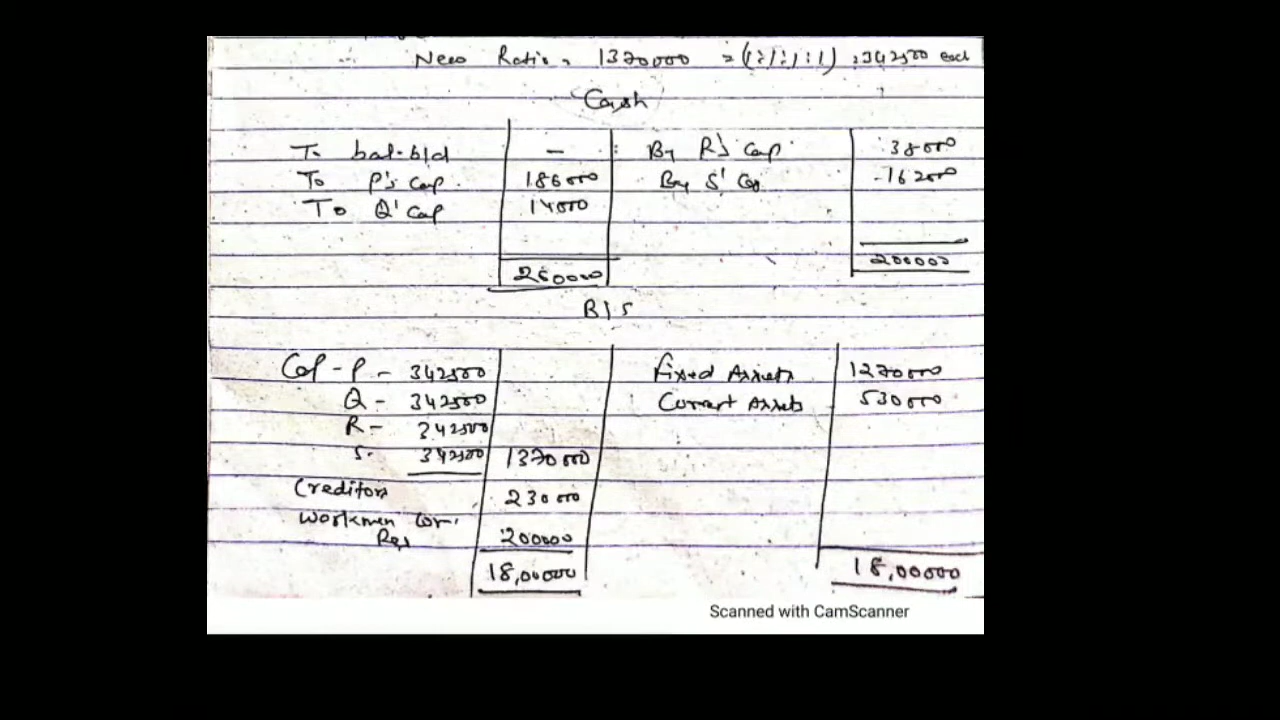 New Ratio = 1370000 = (1:1:1:1) = 342500 each
Cash
To bal. b/d — By R's Cap. 38000
To P's Cap. 186000 By S' Cap 162000
To Q' Cap 14000
200000 200000
B/S
Cap - P - 342500 Fixed Assets 1270000
Q - 342500 Current Assets 530000
R - 342500
S. 342500 1370000
Creditors 230000
Workmen Com.
Res 200000
18,00000 18,00000
Scanned with CamScanner